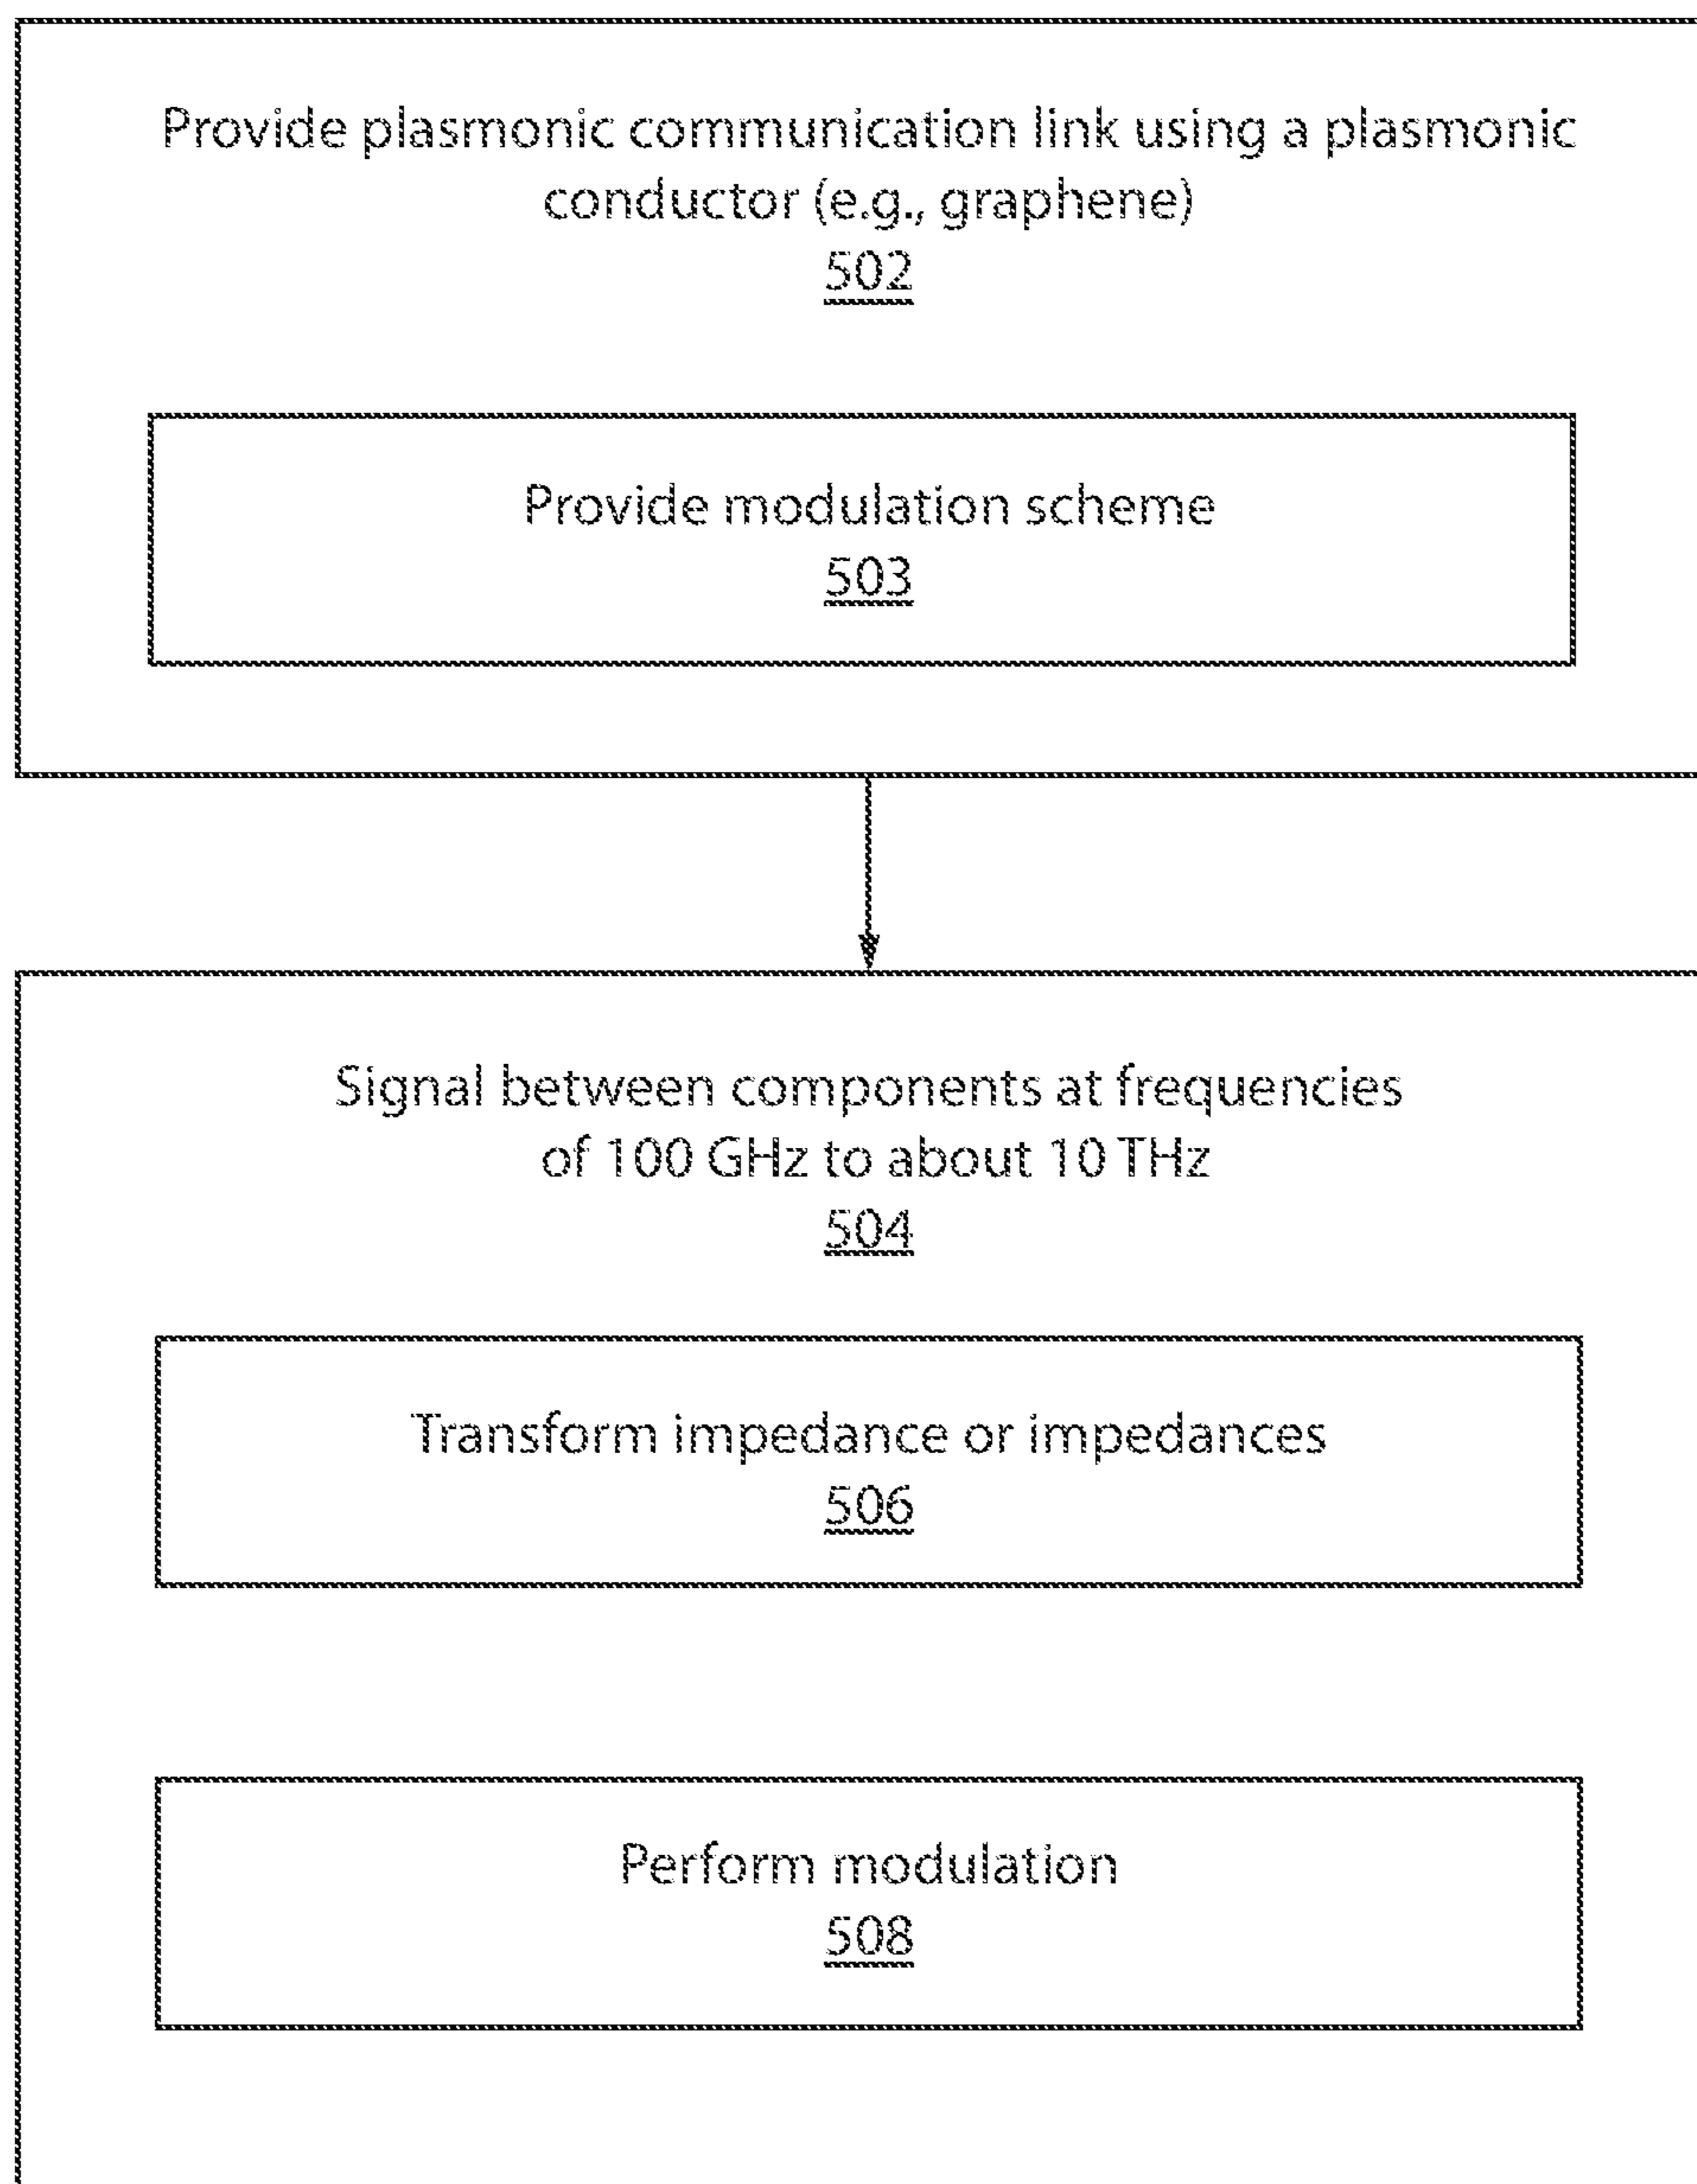 Provide plasmonic communication link using a plasmonic
conductor (e.g., graphene)
502
Provide modulation scheme
503
Signal between components at frequencies
of 100 GHz to about 10 THz
504
Transform impedance or impedances
506
Perform modulation
508